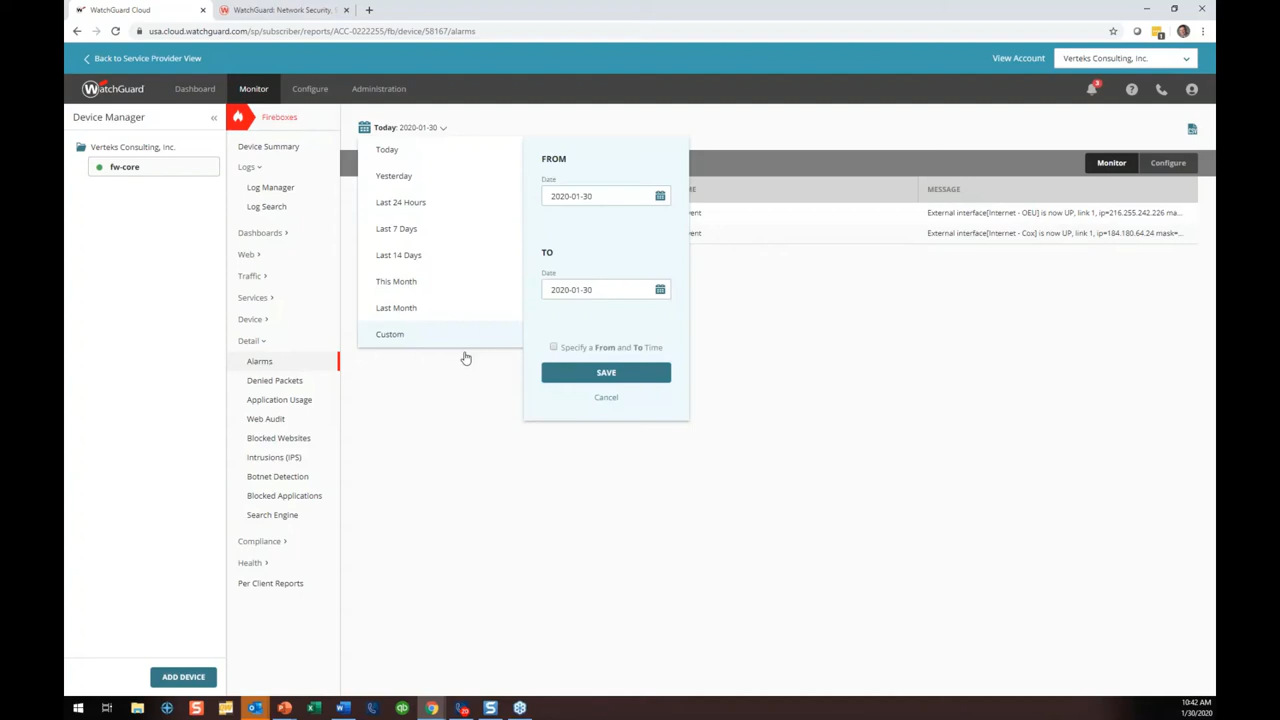 WatchGuard Cloud
WatchGuard: Network Security, S
usa.cloud.watchguard.com/sp/subscriber/reports/ACC-0222255/fb/device/58167/alarms
Back to Service Provider View
View Account
Verteks Consulting, Inc.
WatchGuard
Dashboard
Monitor
Configure
Administration
3
Device Manager
Fireboxes
Verteks Consulting, Inc.
fw-core
Device Summary
Logs
Log Manager
Log Search
Dashboards
Web
Traffic
Services
Device
Detail
Alarms
Denied Packets
Application Usage
Web Audit
Blocked Websites
Intrusions (IPS)
Botnet Detection
Blocked Applications
Search Engine
Compliance
Health
Per Client Reports
ADD DEVICE
Today: 2020-01-30
Today
Yesterday
Last 24 Hours
Last 7 Days
Last 14 Days
This Month
Last Month
Custom
FROM
Date
2020-01-30
TO
Date
2020-01-30
Specify a From and To Time
SAVE
Cancel
Monitor
Configure
MESSAGE
External interface[Internet - OEU] is now UP, link 1, ip=216.255.242.226 ma...
External interface[Internet - Cox] is now UP, link 1, ip=184.180.64.24 mask=...
10:42 AM
1/30/2020